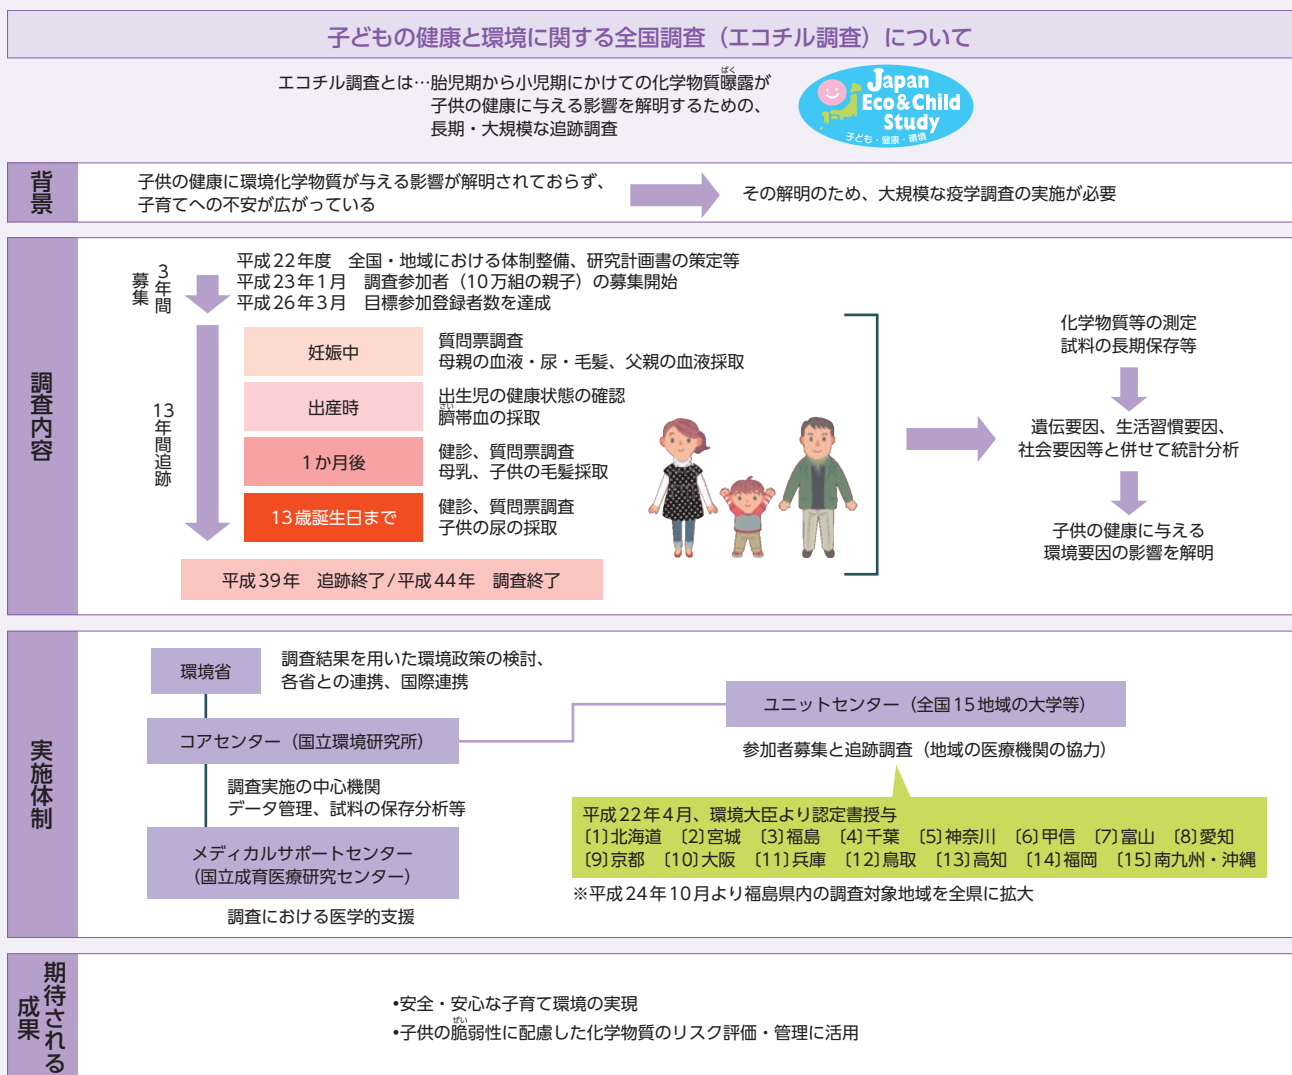 子どもの健康と環境に関する全国調査（エコチル調査）について
エコチル調査とは…胎児期から小児期にかけての化学物質曝露が
ばく
子供の健康に与える影響を解明するための、
長期・大規模な追跡調査
Japan
Eco & Child
Study
子ども・健康・環境
背景
子供の健康に環境化学物質が与える影響が解明されておらず、
子育てへの不安が広がっている
その解明のため、大規模な疫学調査の実施が必要
調査内容
3年間
募集
平成22年度　全国・地域における体制整備、研究計画書の策定等
平成23年1月　調査参加者（10万組の親子）の募集開始
平成26年3月　目標参加登録者数を達成
13年間追跡
妊娠中
質問票調査
母親の血液・尿・毛髪、父親の血液採取
出産時
出生児の健康状態の確認
さい
臍帯血の採取
1か月後
健診、質問票調査
母乳、子供の毛髪採取
13歳誕生日まで
健診、質問票調査
子供の尿の採取
平成39年　追跡終了/平成44年　調査終了
化学物質等の測定
試料の長期保存等
遺伝要因、生活習慣要因、
社会要因等と併せて統計分析
子供の健康に与える
環境要因の影響を解明
実施体制
環境省
調査結果を用いた環境政策の検討、
各省との連携、国際連携
コアセンター（国立環境研究所）
調査実施の中心機関
データ管理、試料の保存分析等
メディカルサポートセンター
（国立成育医療研究センター）
調査における医学的支援
ユニットセンター（全国15地域の大学等）
参加者募集と追跡調査（地域の医療機関の協力）
平成22年4月、環境大臣より認定書授与
〔1〕北海道　〔2〕宮城　〔3〕福島　〔4〕千葉　〔5〕神奈川　〔6〕甲信　〔7〕富山　〔8〕愛知
〔9〕京都　〔10〕大阪　〔11〕兵庫　〔12〕鳥取　〔13〕高知　〔14〕福岡　〔15〕南九州・沖縄
※平成24年10月より福島県内の調査対象地域を全県に拡大
期待される
成果
•安全・安心な子育て環境の実現
ぜい
•子供の脆弱性に配慮した化学物質のリスク評価・管理に活用